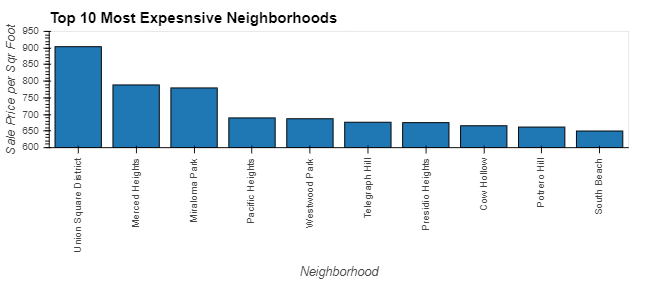 Top 10 Most Expesnsive Neighborhoods
Sale Price per Sqr Foot
950
900
850
800
750
700
650
600
Union Square District
Merced Heights
Miraloma Park
Pacific Heights
Westwood Park
Telegraph Hill
Presidio Heights
Cow Hollow
Potrero Hill
South Beach
Neighborhood